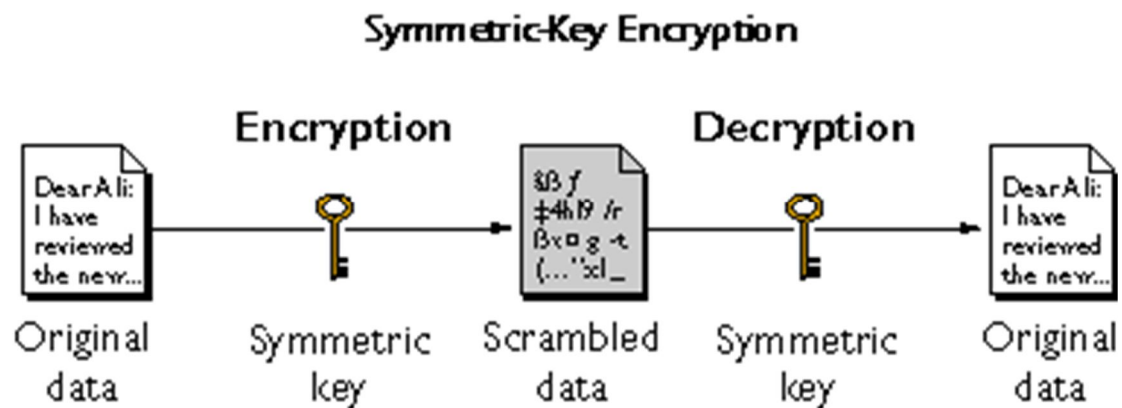 Symmetric-Key Encryption
Encryption
Decryption
Dear Ali:
I have
reviewed
the new...
Original
data
Symmetric
key
Scrambled
data
Symmetric
key
Dear Ali:
I have
reviewed
the new...
Original
data